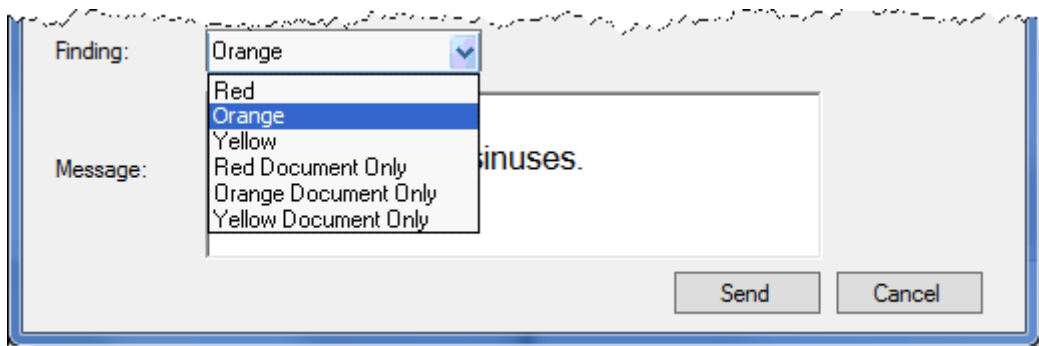 Finding:
Orange
Red
Orange
Yellow
Message:
Red Document Only
sinuses.
Orange Document Only
Yellow Document Only
Send
Cancel